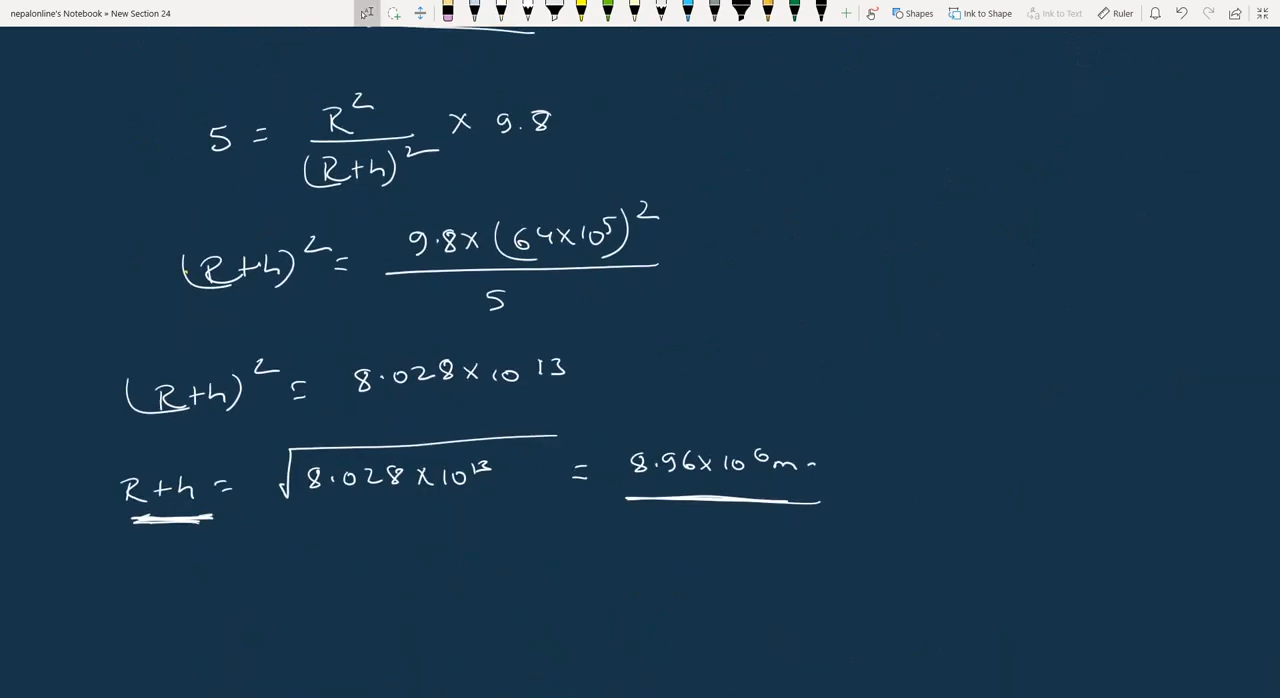 nepalonline's Notebook » New Section 24
Shapes Ink to Shape Ink to Text Ruler
5 = R² / (R+h)² × 9.8
(R+h)² = 9.8 × (64×10⁵)² / 5
(R+h)² = 8.028 × 10¹³
R+h = √(8.028 × 10¹³) = 8.96 × 10⁶ m